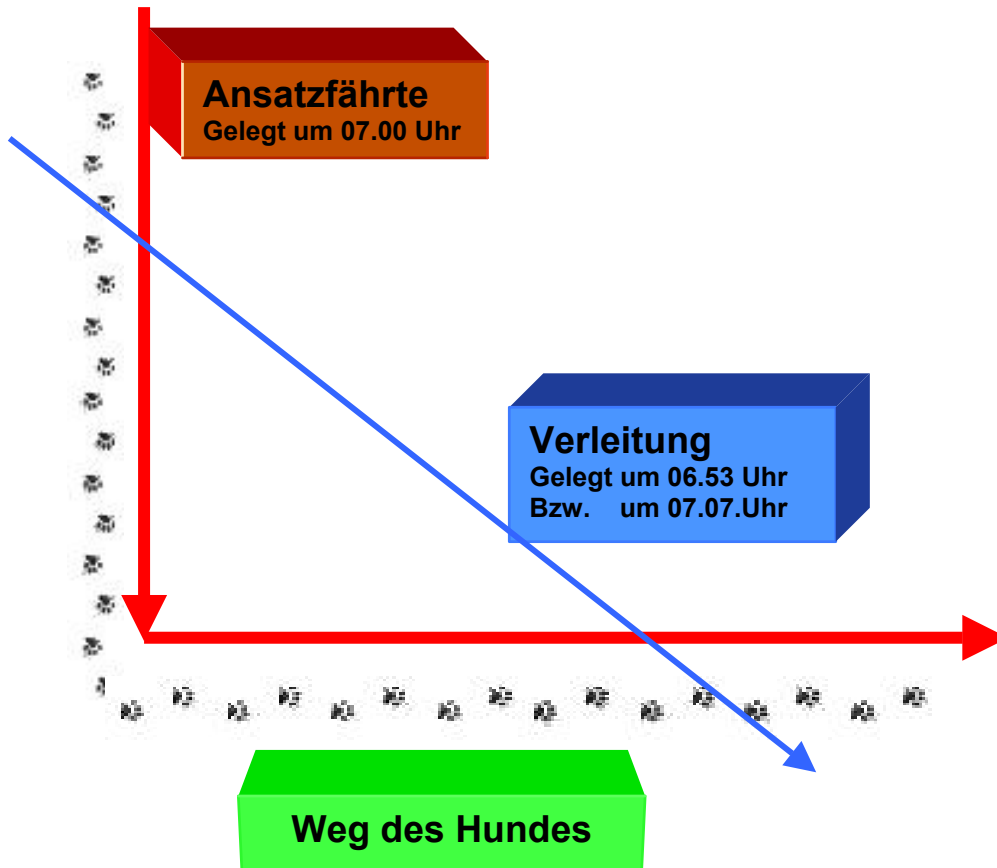 Ansatzfährte
Gelegt um 07.00 Uhr
Verleitung
Gelegt um 06.53 Uhr
Bzw. um 07.07.Uhr
Weg des Hundes